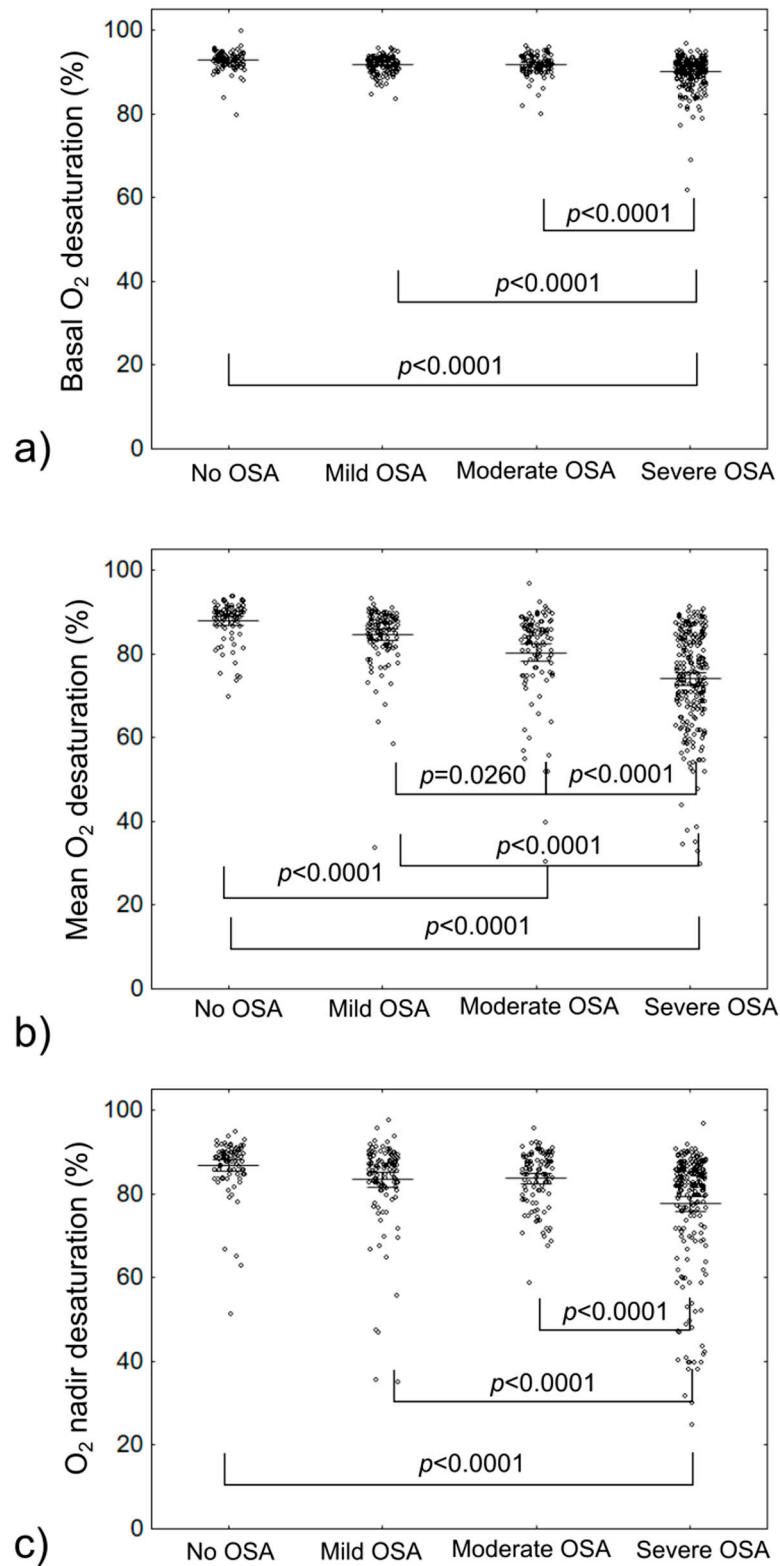 100
80
60
40
20
0
Basal O₂ desaturation (%)
p<0.0001
p<0.0001
p<0.0001
a)
No OSA Mild OSA Moderate OSA Severe OSA
100
80
60
40
20
0
Mean O₂ desaturation (%)
p=0.0260 p<0.0001
p<0.0001
p<0.0001
p<0.0001
b)
No OSA Mild OSA Moderate OSA Severe OSA
100
80
60
40
20
0
O₂ nadir desaturation (%)
p<0.0001
p<0.0001
p<0.0001
c)
No OSA Mild OSA Moderate OSA Severe OSA